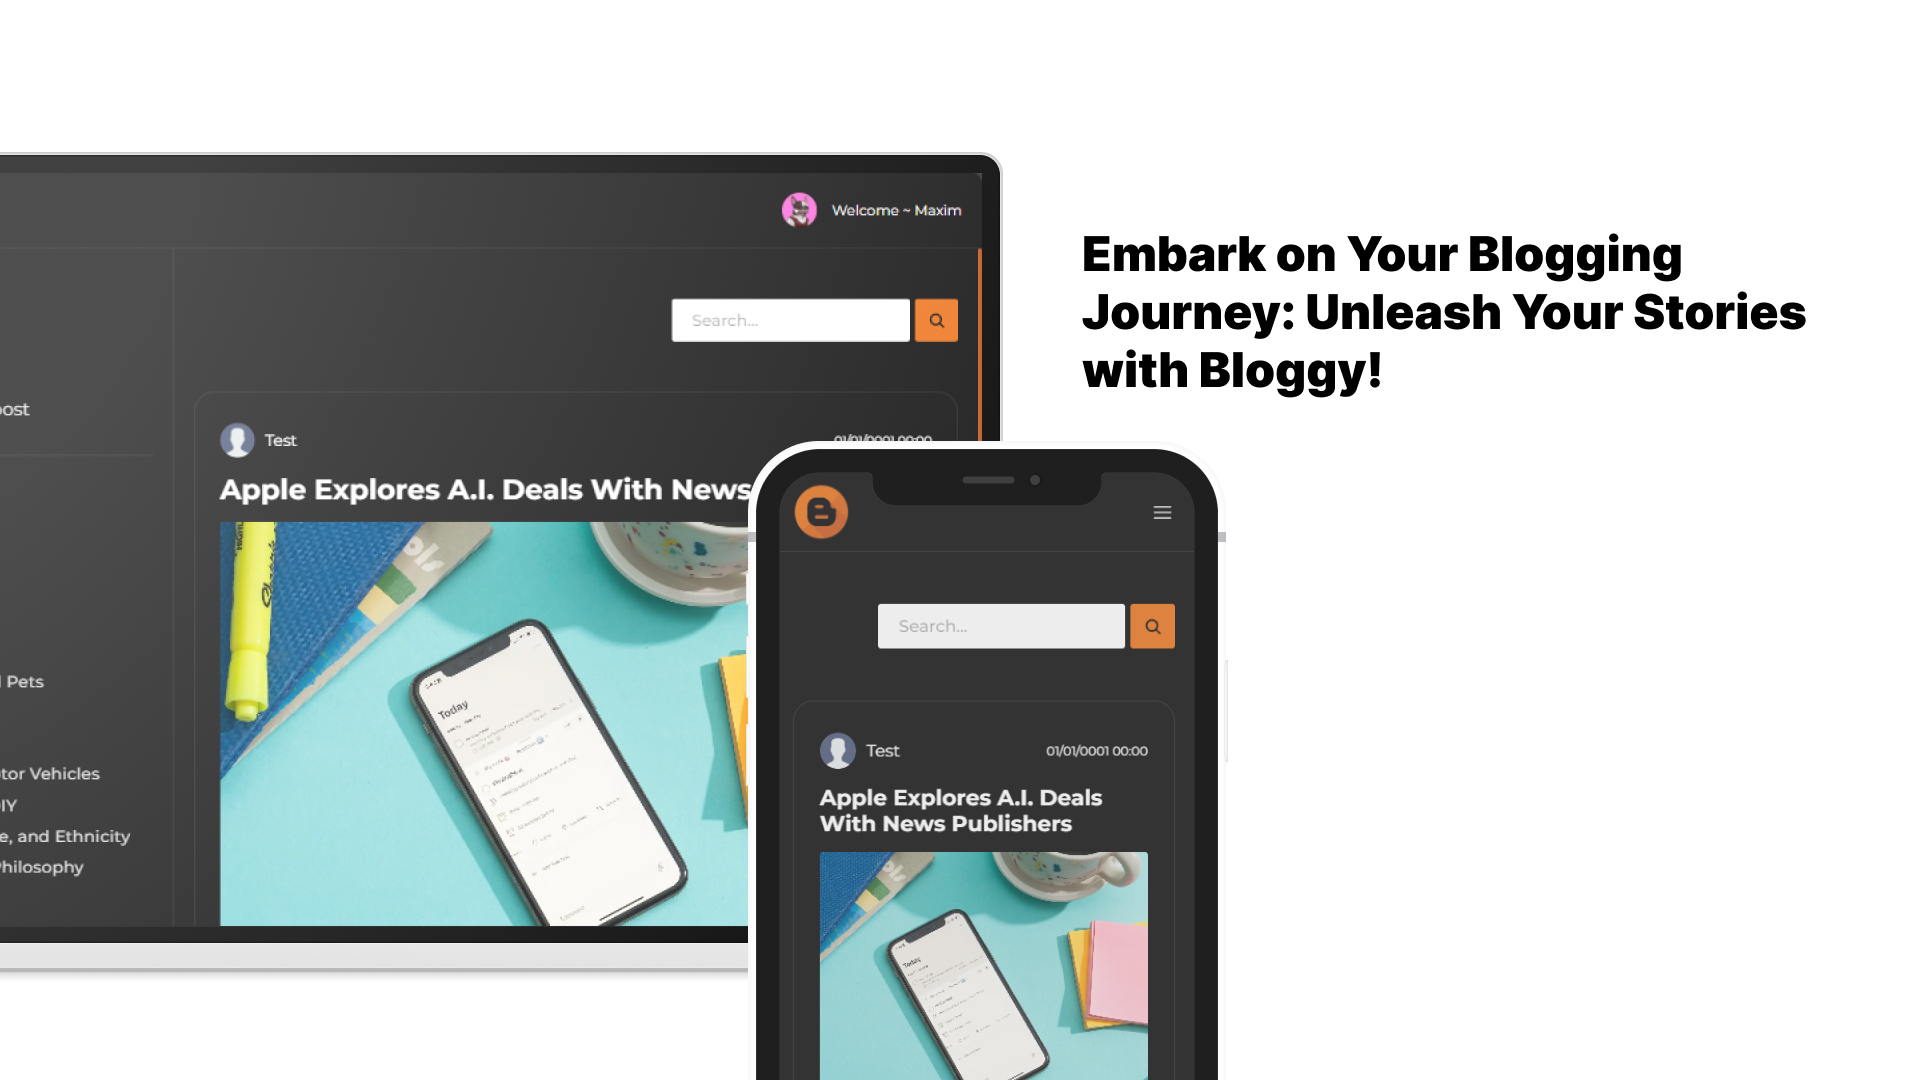 Welcome ~ Maxim
Embark on Your Blogging
Journey: Unleash Your Stories
with Bloggy!
Search...
post
Test
01/01/0001 00:00
Apple Explores A.I. Deals With News
Pets
tor Vehicles
IY
e, and Ethnicity
Philosophy
Today
Search...
Test
01/01/0001 00:00
Apple Explores A.I. Deals
With News Publishers
Today